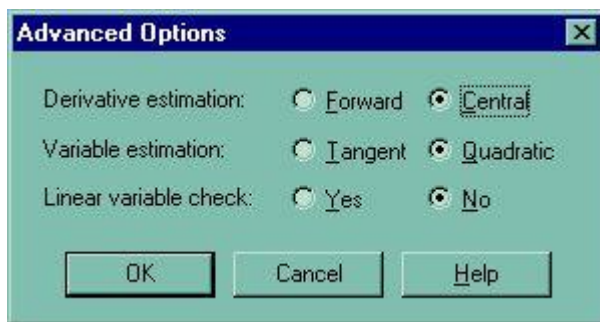 Advanced Options
Derivative estimation: Forward Central
Variable estimation: Tangent Quadratic
Linear variable check: Yes No
OK Cancel Help